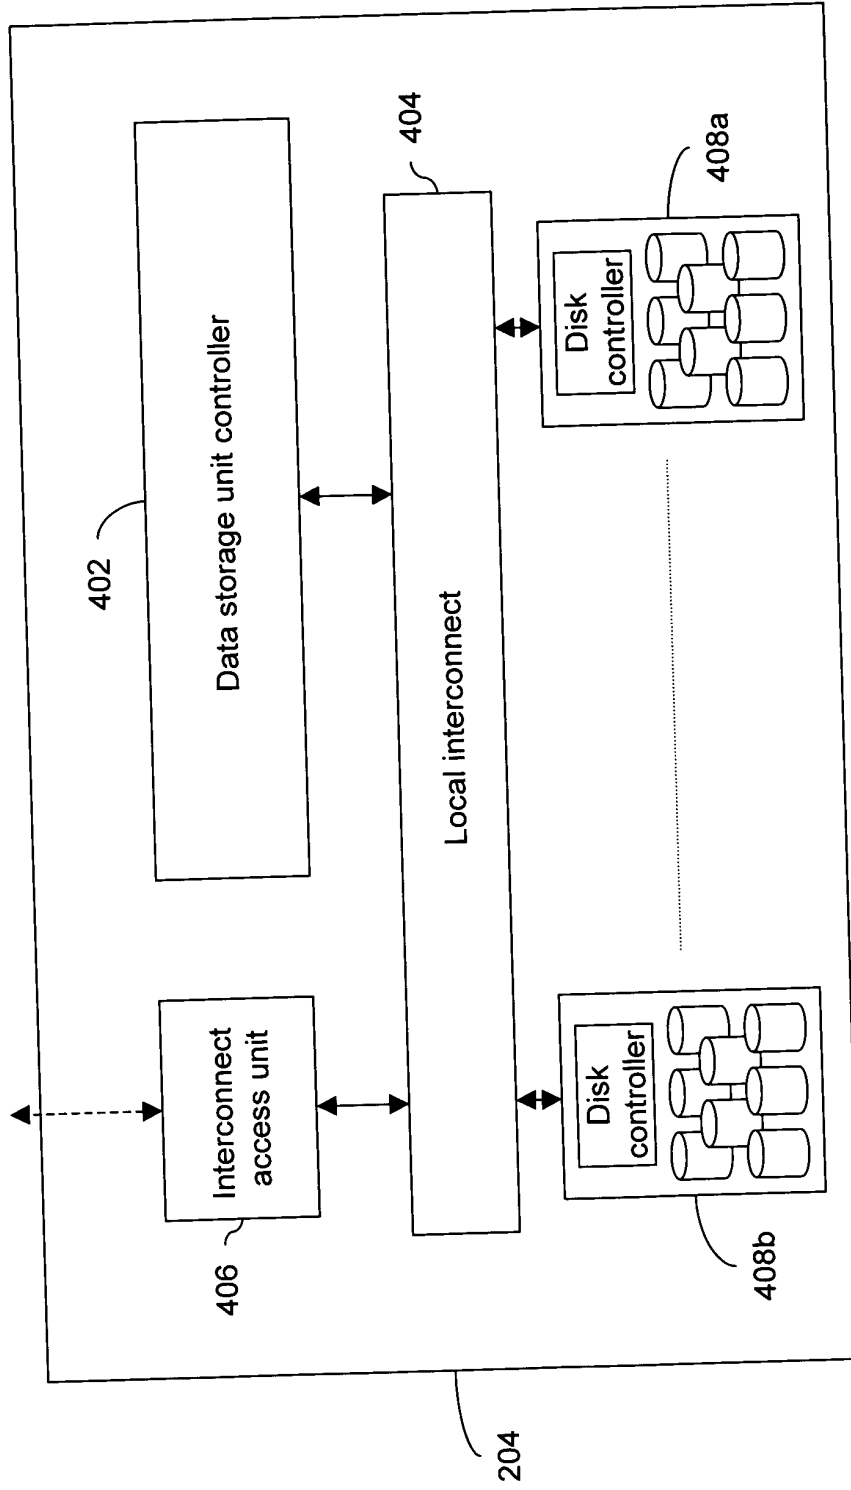 406
Interconnect
access unit
402
Data storage unit controller
404
Local interconnect
408b
Disk
controller
Disk
controller
408a
204